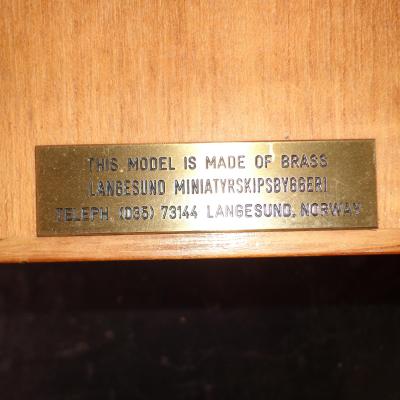 THIS MODEL IS MADE OF BRASS
LANGESUND MINIATYRSKIPSBYGGERI
TELEPH. (035) 73144 LANGESUND, NORWAY